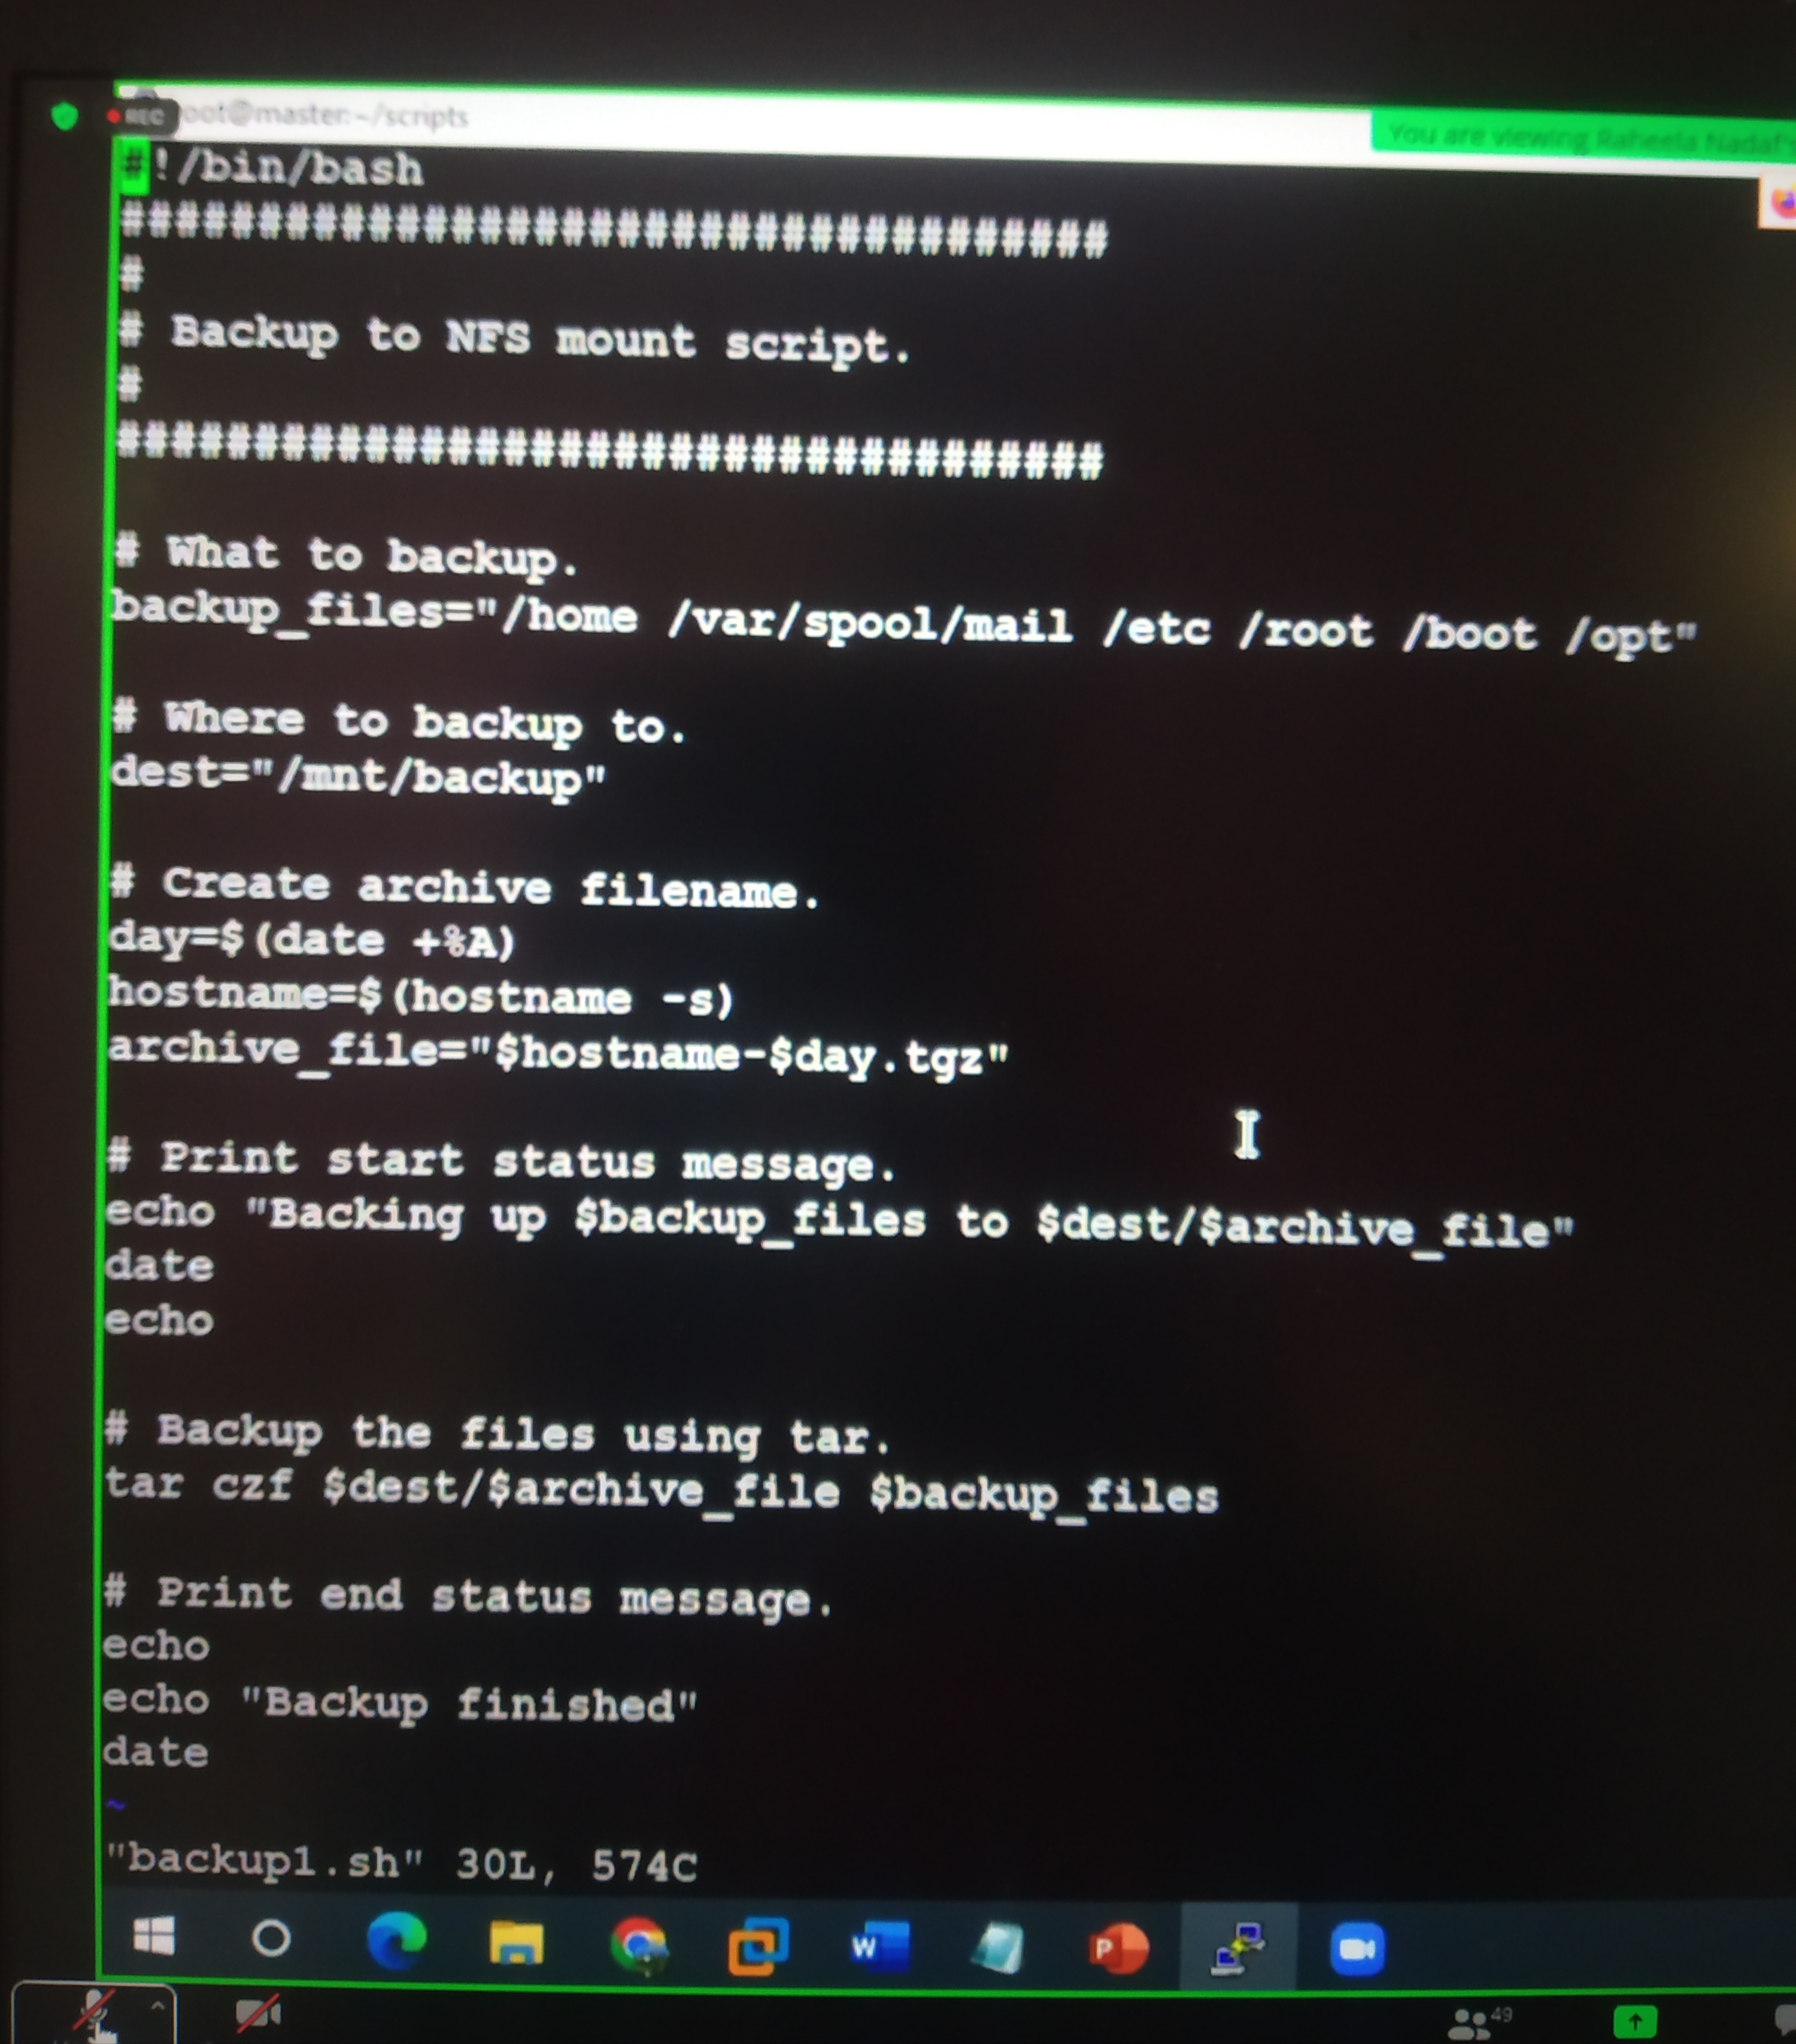 REC
root@master:~/scripts
You are viewing Raheela Nadaf's
#!/bin/bash
####################################
#
# Backup to NFS mount script.
#
####################################

# What to backup.
backup_files="/home /var/spool/mail /etc /root /boot /opt"

# Where to backup to.
dest="/mnt/backup"

# Create archive filename.
day=$(date +%A)
hostname=$(hostname -s)
archive_file="$hostname-$day.tgz"

# Print start status message.
echo "Backing up $backup_files to $dest/$archive_file"
date
echo

# Backup the files using tar.
tar czf $dest/$archive_file $backup_files

# Print end status message.
echo
echo "Backup finished"
date
~
"backup1.sh" 30L, 574C
W
P
49